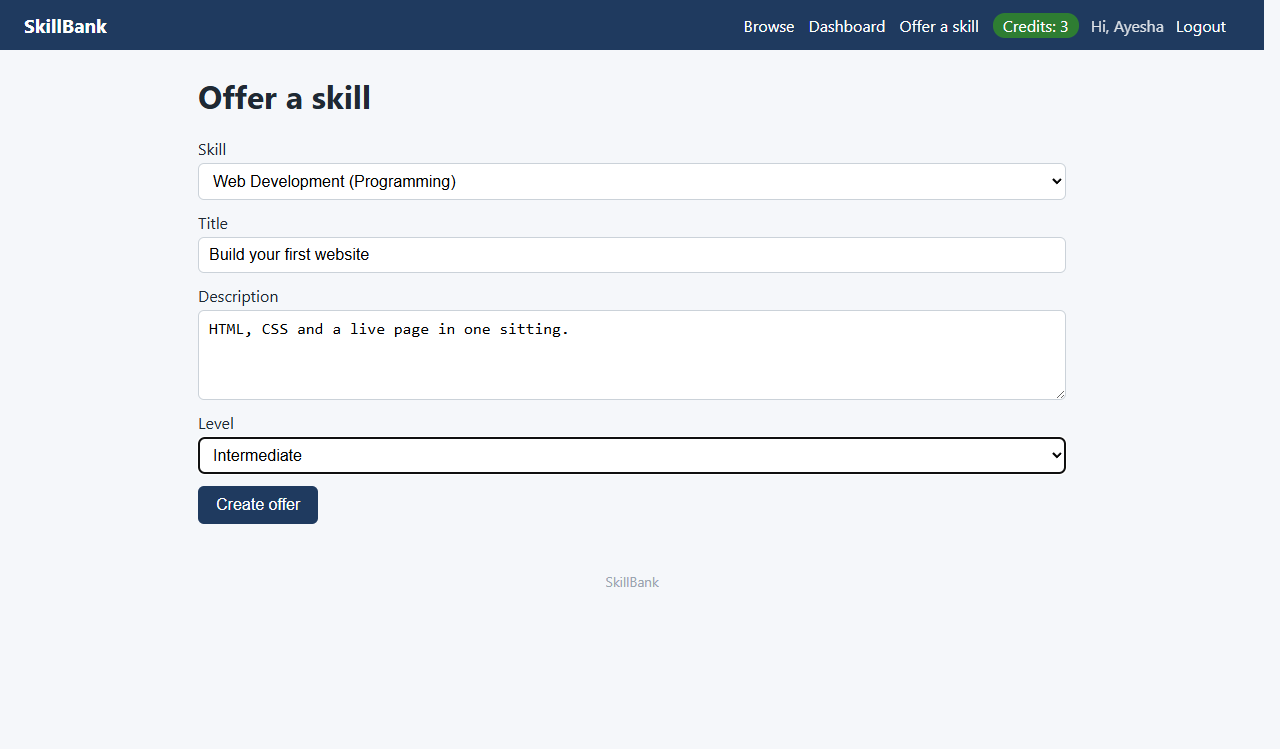 SkillBank
Browse Dashboard Offer a skill Credits: 3 Hi, Ayesha Logout
Offer a skill
Skill
Web Development (Programming)
Title
Build your first website
Description
HTML, CSS and a live page in one sitting.
Level
Intermediate
Create offer
SkillBank